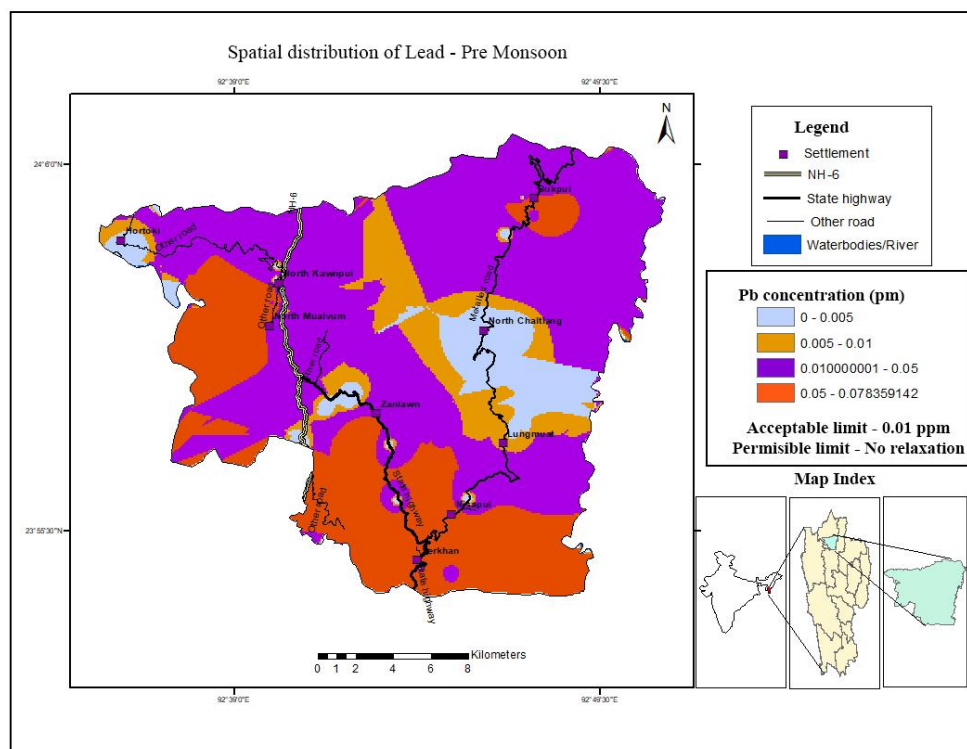 Spatial distribution of Lead - Pre Monsoon
92°39'0"E
92°49'30"E
N
24°6'0"N
23°55'30"N
NH-6
Sukpui
Hortoki
Other road
North Kawnpui
Metalled road
Other road
North Mualvum
North Chaltlang
Zanlawn
Lungmuat
State highway
Other road
State highway
Kilometers
0 1 2 4 6 8
Legend
Settlement
NH-6
State highway
Other road
Waterbodies/River
Pb concentration (pm)
0 - 0.005
0.005 - 0.01
0.010000001 - 0.05
0.05 - 0.078359142
Acceptable limit - 0.01 ppm
Permisible limit - No relaxation
Map Index